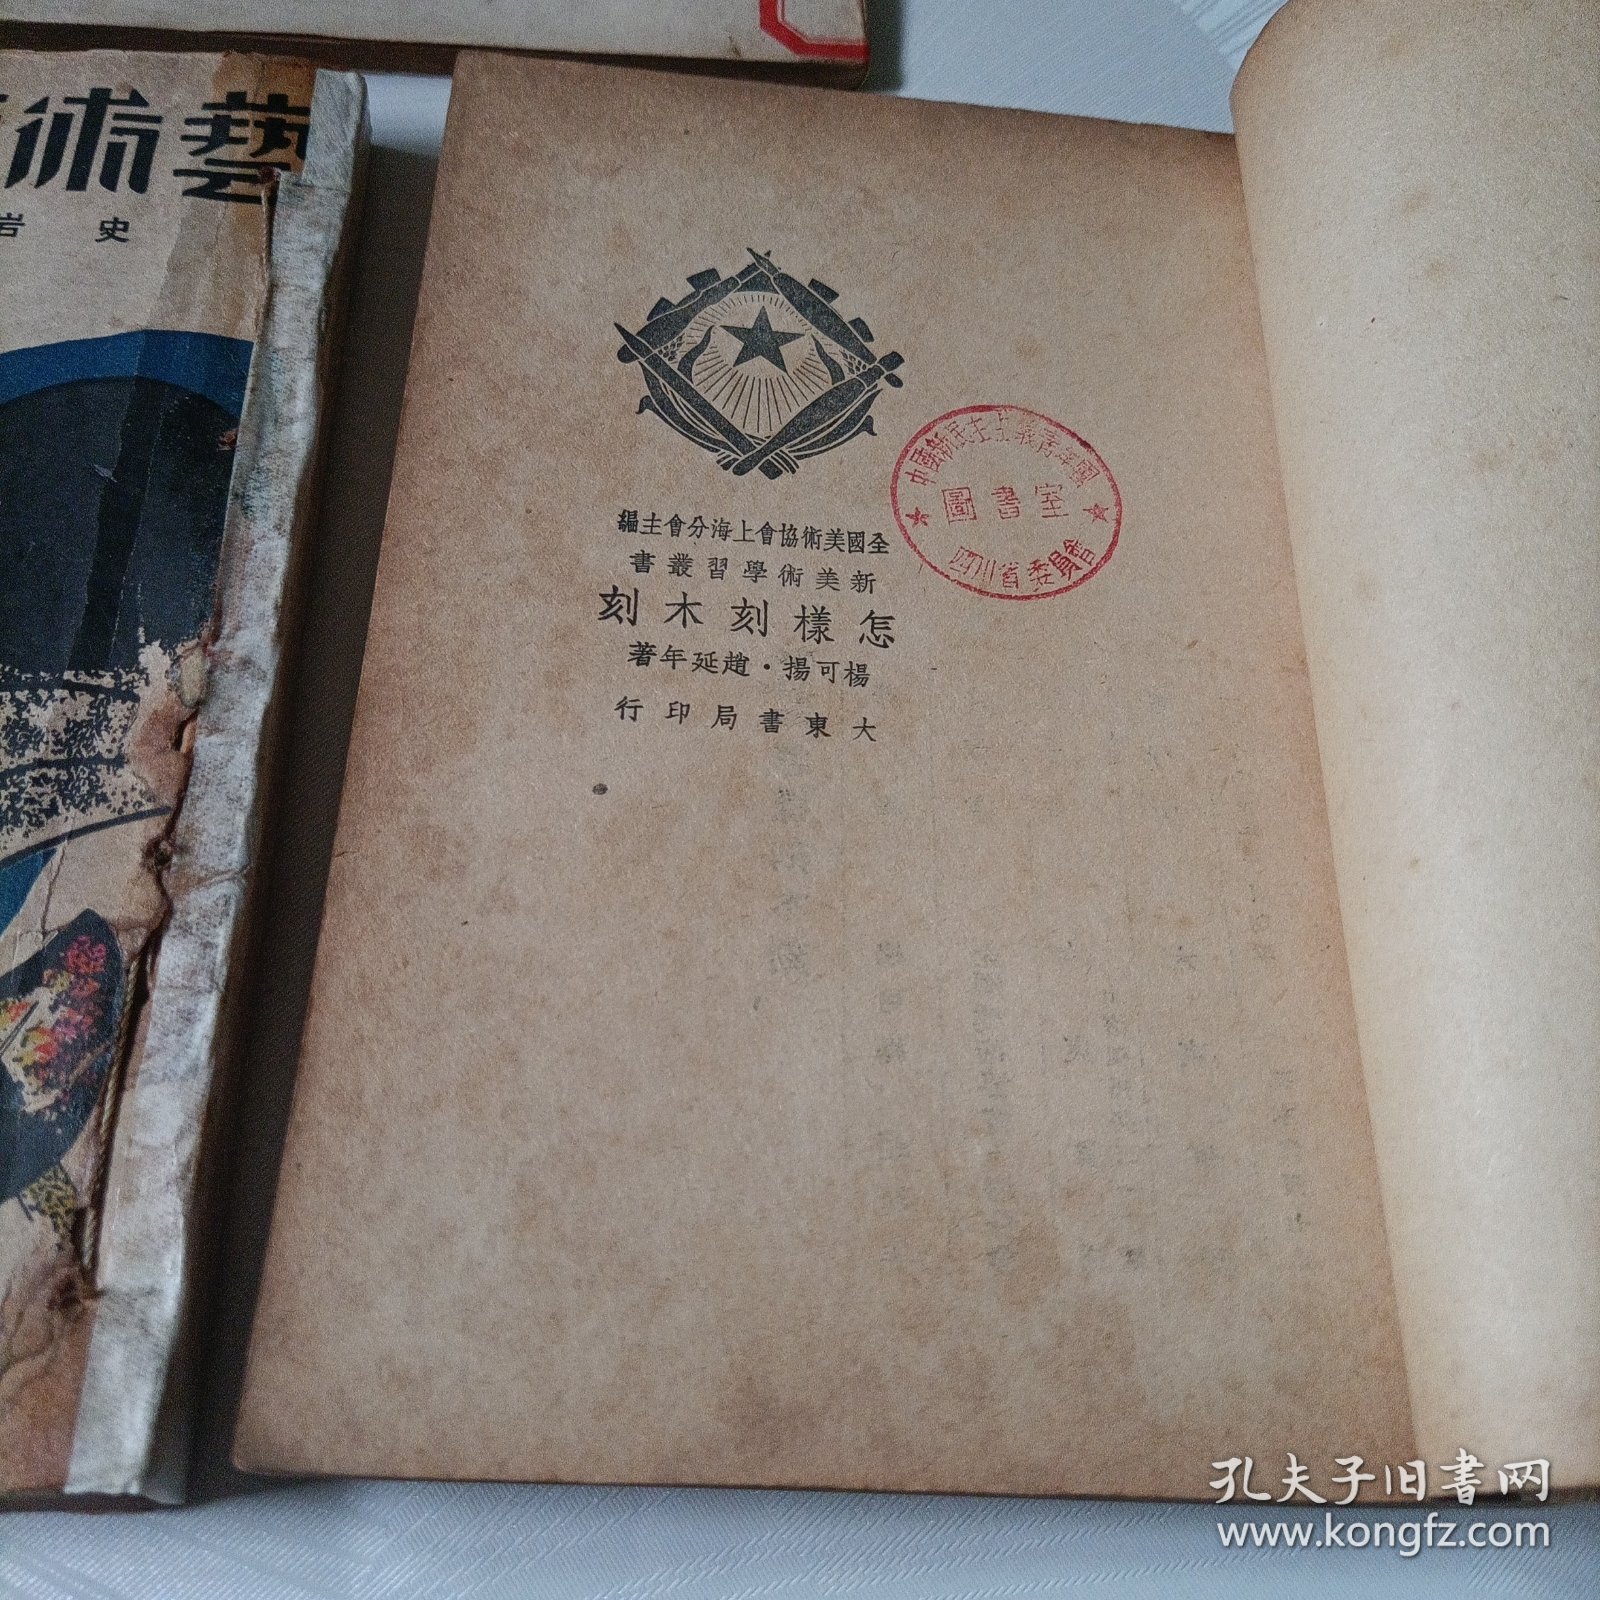 藝術
史岩
全國美術協會上海分會主編
新美術學習叢書
怎樣刻木刻
楊可揚·趙延年著
大東書局印行
中國新民主主義青年團
圖書室
四川省委員會
孔夫子旧書网
www.kongfz.com